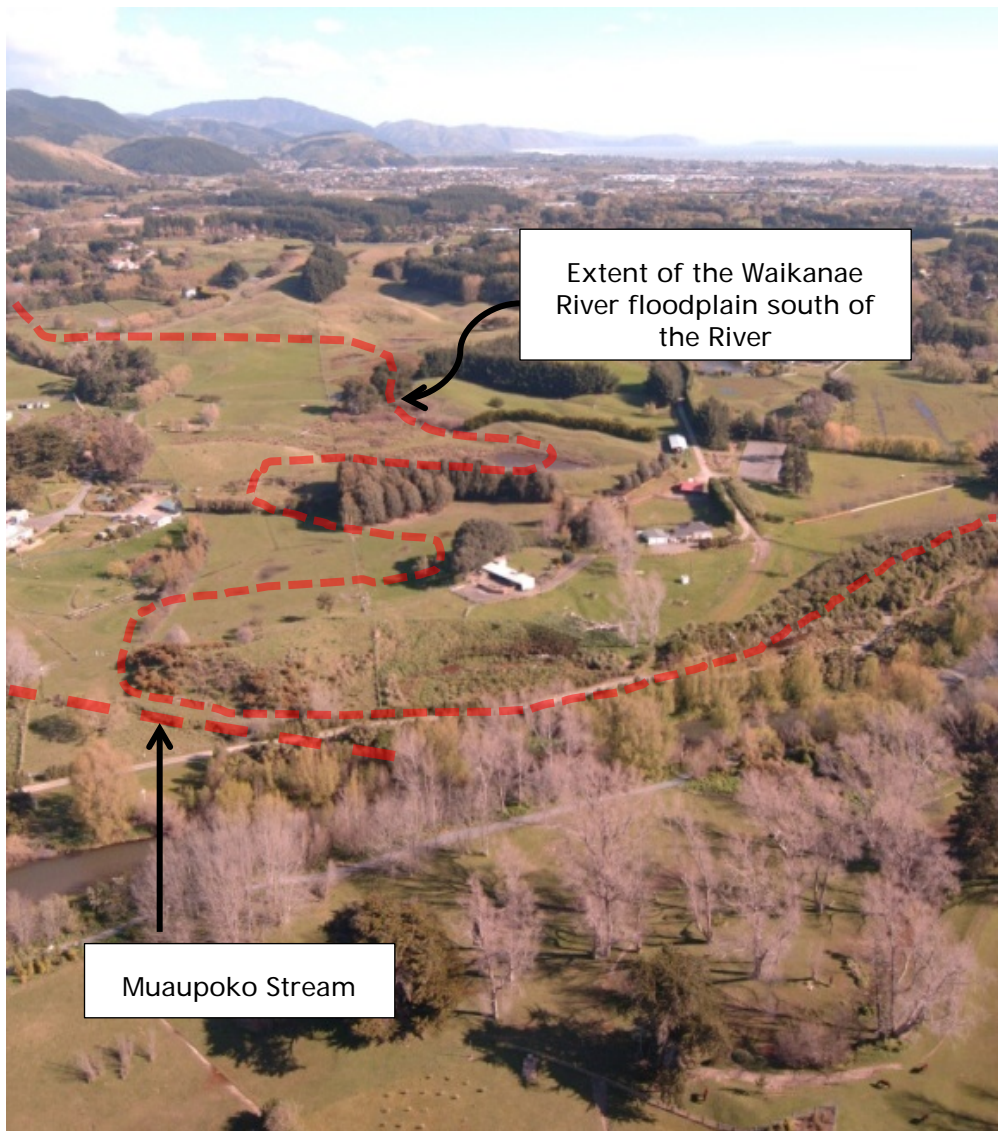 Extent of the Waikanae
River floodplain south of
the River
Muaupoko Stream